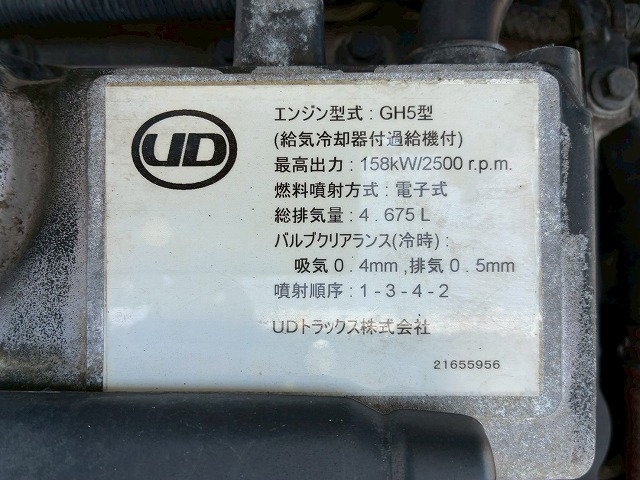 UD
エンジン型式 : GH5型
(給気冷却器付過給機付)
最高出力 : 158kW/2500 r.p.m.
燃料噴射方式 : 電子式
総排気量 : 4 . 675 L
バルブクリアランス(冷時) :
吸気 0 . 4mm , 排気 0 . 5mm
噴射順序 : 1 - 3 - 4 - 2
UDトラックス株式会社
21655956